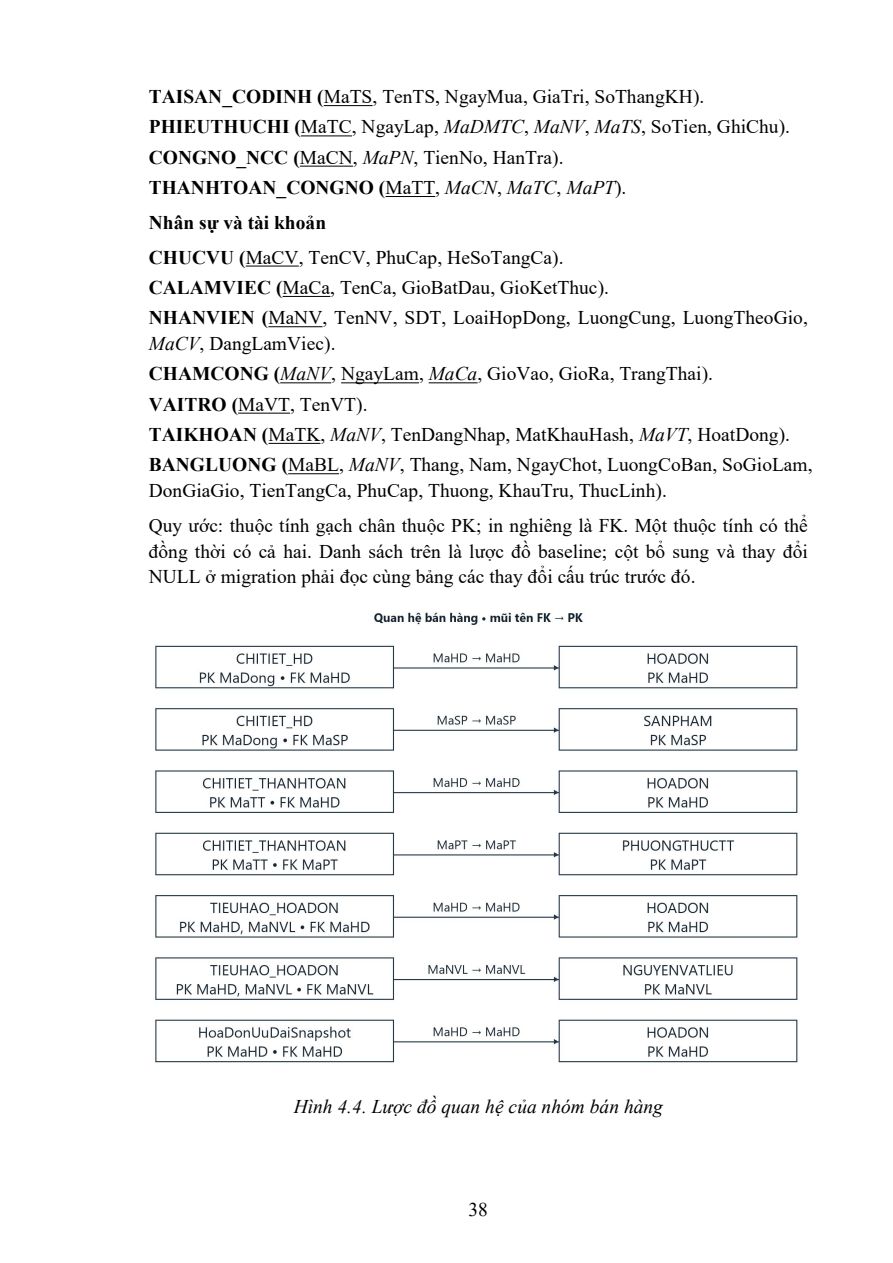 TAISAN_CODINH (MaTS, TenTS, NgayMua, GiaTri, SoThangKH).
PHIEUTHUCHI (MaTC, NgayLap, MaDMTC, MaNV, MaTS, SoTien, GhiChu).
CONGNO_NCC (MaCN, MaPN, TienNo, HanTra).
THANHTOAN_CONGNO (MaTT, MaCN, MaTC, MaPT).
Nhân sự và tài khoản
CHUCVU (MaCV, TenCV, PhuCap, HeSoTangCa).
CALAMVIEC (MaCa, TenCa, GioBatDau, GioKetThuc).
NHANVIEN (MaNV, TenNV, SDT, LoaiHopDong, LuongCung, LuongTheoGio,
MaCV, DangLamViec).
CHAMCONG (MaNV, NgayLam, MaCa, GioVao, GioRa, TrangThai).
VAITRO (MaVT, TenVT).
TAIKHOAN (MaTK, MaNV, TenDangNhap, MatKhauHash, MaVT, HoatDong).
BANGLUONG (MaBL, MaNV, Thang, Nam, NgayChot, LuongCoBan, SoGioLam,
DonGiaGio, TienTangCa, PhuCap, Thuong, KhauTru, ThucLinh).
Quy ước: thuộc tính gạch chân thuộc PK; in nghiêng là FK. Một thuộc tính có thể
đồng thời có cả hai. Danh sách trên là lược đồ baseline; cột bổ sung và thay đổi
NULL ở migration phải đọc cùng bảng các thay đổi cấu trúc trước đó.
Quan hệ bán hàng • mũi tên FK → PK
CHITIET_HD
PK MaDong • FK MaHD
MaHD → MaHD
HOADON
PK MaHD
CHITIET_HD
PK MaDong • FK MaSP
MaSP → MaSP
SANPHAM
PK MaSP
CHITIET_THANHTOAN
PK MaTT • FK MaHD
MaHD → MaHD
HOADON
PK MaHD
CHITIET_THANHTOAN
PK MaTT • FK MaPT
MaPT → MaPT
PHUONGTHUCTT
PK MaPT
TIEUHAO_HOADON
PK MaHD, MaNVL • FK MaHD
MaHD → MaHD
HOADON
PK MaHD
TIEUHAO_HOADON
PK MaHD, MaNVL • FK MaNVL
MaNVL → MaNVL
NGUYENVATLIEU
PK MaNVL
HoaDonUuDaiSnapshot
PK MaHD • FK MaHD
MaHD → MaHD
HOADON
PK MaHD
Hình 4.4. Lược đồ quan hệ của nhóm bán hàng
38